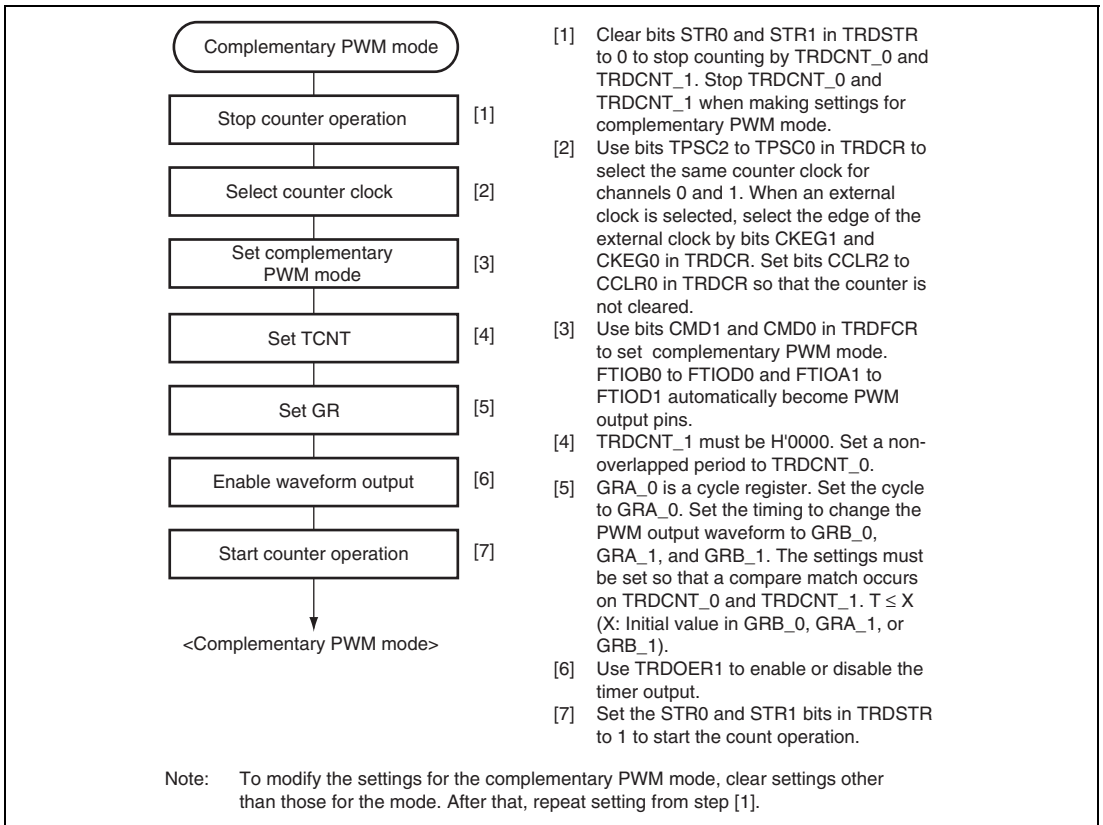 Complementary PWM mode
Stop counter operation [1]
Select counter clock [2]
Set complementary
PWM mode [3]
Set TCNT [4]
Set GR [5]
Enable waveform output [6]
Start counter operation [7]
<Complementary PWM mode>
[1] Clear bits STR0 and STR1 in TRDSTR
to 0 to stop counting by TRDCNT_0 and
TRDCNT_1. Stop TRDCNT_0 and
TRDCNT_1 when making settings for
complementary PWM mode.
[2] Use bits TPSC2 to TPSC0 in TRDCR to
select the same counter clock for
channels 0 and 1. When an external
clock is selected, select the edge of the
external clock by bits CKEG1 and
CKEG0 in TRDCR. Set bits CCLR2 to
CCLR0 in TRDCR so that the counter is
not cleared.
[3] Use bits CMD1 and CMD0 in TRDFCR
to set complementary PWM mode.
FTIOB0 to FTIOD0 and FTIOA1 to
FTIOD1 automatically become PWM
output pins.
[4] TRDCNT_1 must be H'0000. Set a non-
overlapped period to TRDCNT_0.
[5] GRA_0 is a cycle register. Set the cycle
to GRA_0. Set the timing to change the
PWM output waveform to GRB_0,
GRA_1, and GRB_1. The settings must
be set so that a compare match occurs
on TRDCNT_0 and TRDCNT_1. T ≤ X
(X: Initial value in GRB_0, GRA_1, or
GRB_1).
[6] Use TRDOER1 to enable or disable the
timer output.
[7] Set the STR0 and STR1 bits in TRDSTR
to 1 to start the count operation.
Note: To modify the settings for the complementary PWM mode, clear settings other
than those for the mode. After that, repeat setting from step [1].